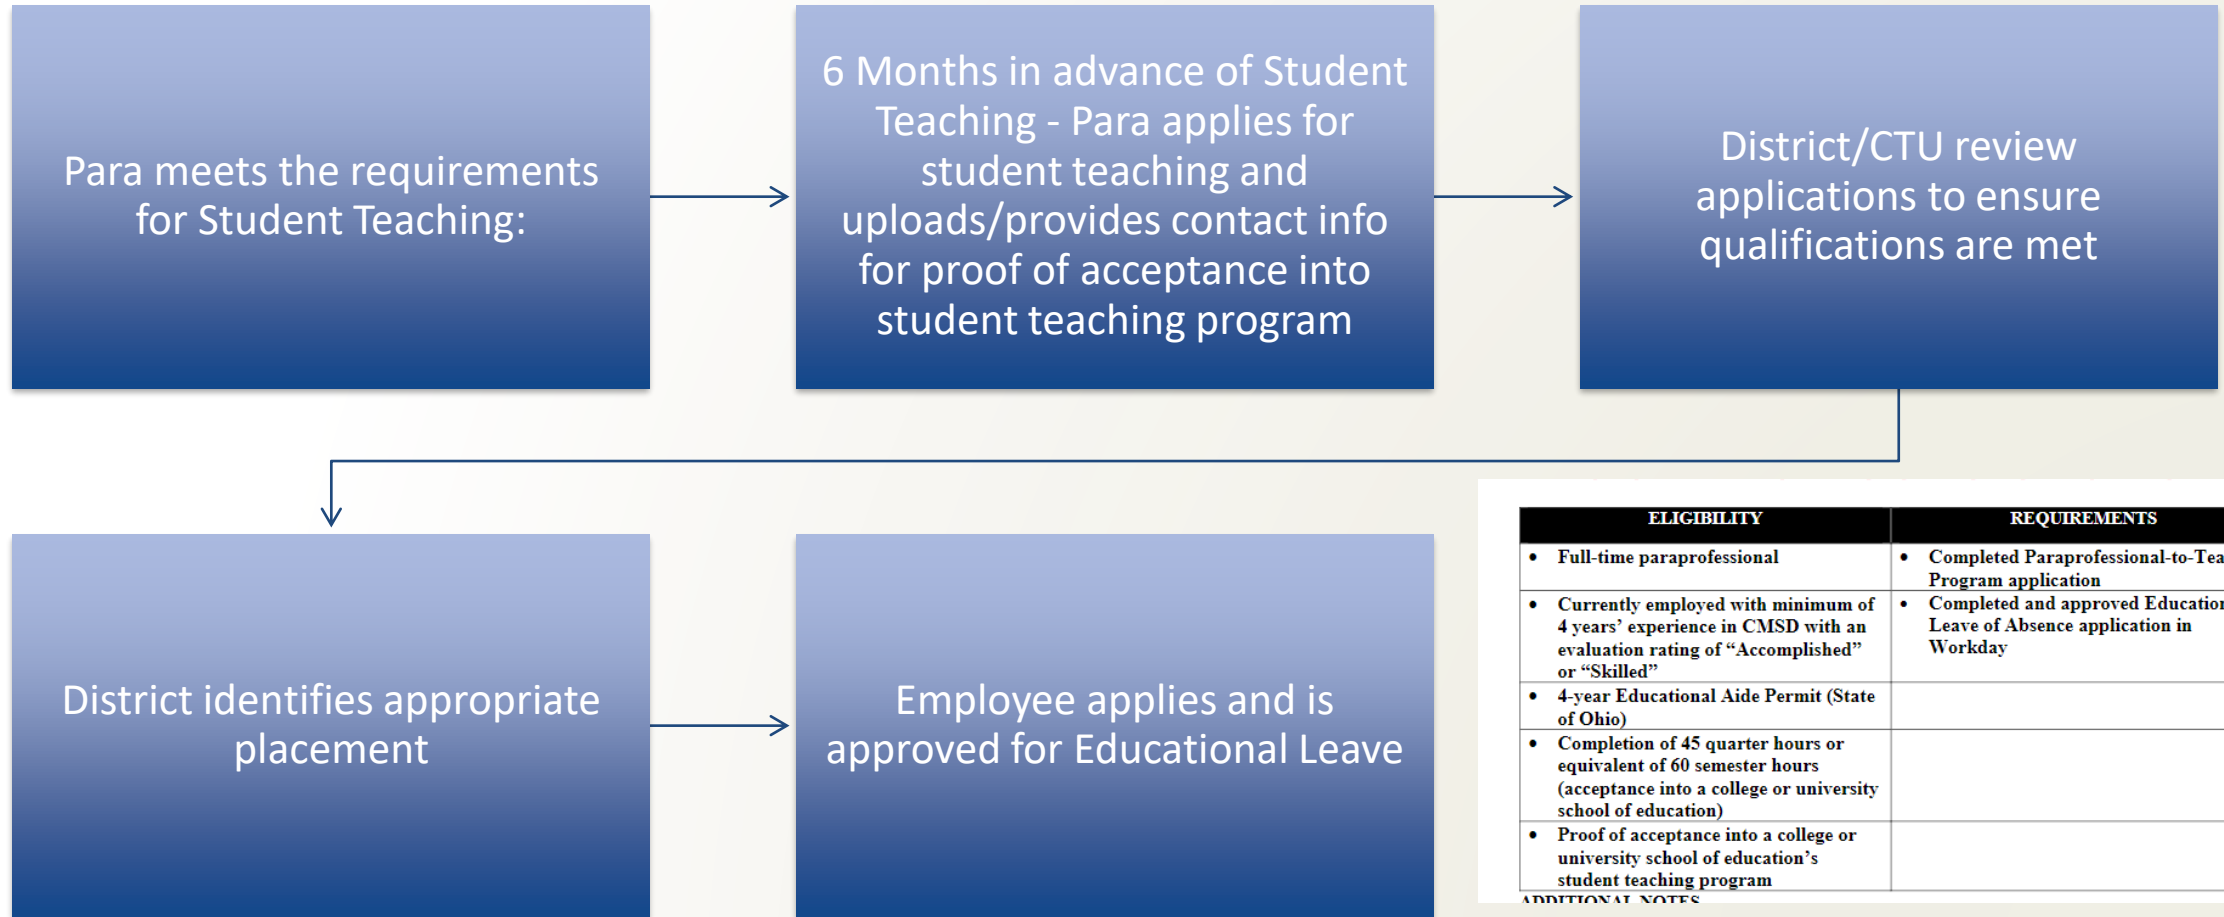 Para meets the requirements
for Student Teaching:
6 Months in advance of Student
Teaching - Para applies for
student teaching and
uploads/provides contact info
for proof of acceptance into
student teaching program
District/CTU review
applications to ensure
qualifications are met
District identifies appropriate
placement
Employee applies and is
approved for Educational Leave
ELIGIBILITY
REQUIREMENTS
• Full-time paraprofessional
• Completed Paraprofessional-to-Tea
Program application
• Currently employed with minimum of
4 years’ experience in CMSD with an
evaluation rating of “Accomplished”
or “Skilled”
• Completed and approved Education
Leave of Absence application in
Workday
• 4-year Educational Aide Permit (State
of Ohio)
• Completion of 45 quarter hours or
equivalent of 60 semester hours
(acceptance into a college or university
school of education)
• Proof of acceptance into a college or
university school of education’s
student teaching program
ADDITIONAL NOTES